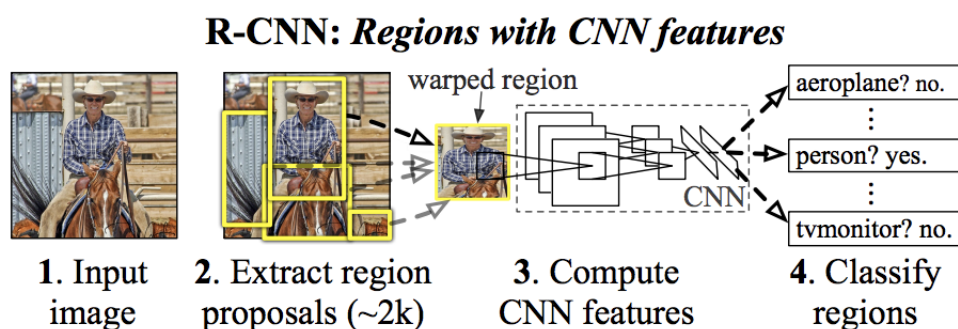 R-CNN: Regions with CNN features
warped region
aeroplane? no.
⋮
person? yes.
⋮
tvmonitor? no.
CNN
1. Input
image
2. Extract region
proposals (~2k)
3. Compute
CNN features
4. Classify
regions